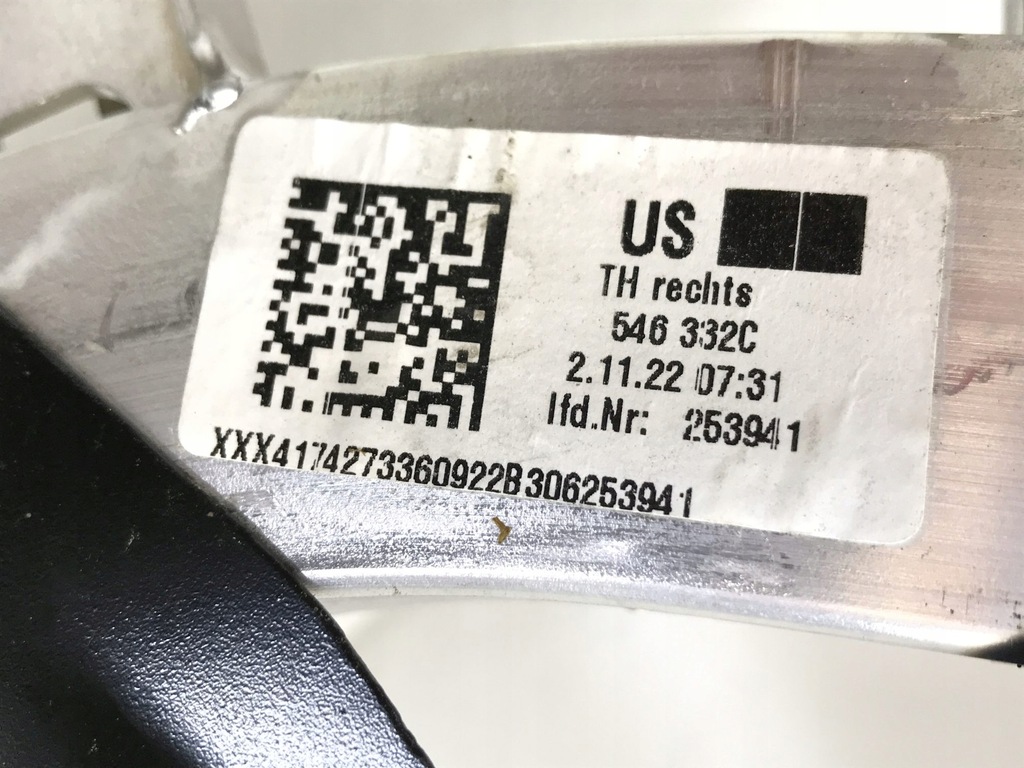 US
TH rechts
546 332C
2.11.22 07:31
lfd.Nr: 253941
XXX4174273360922B306253941